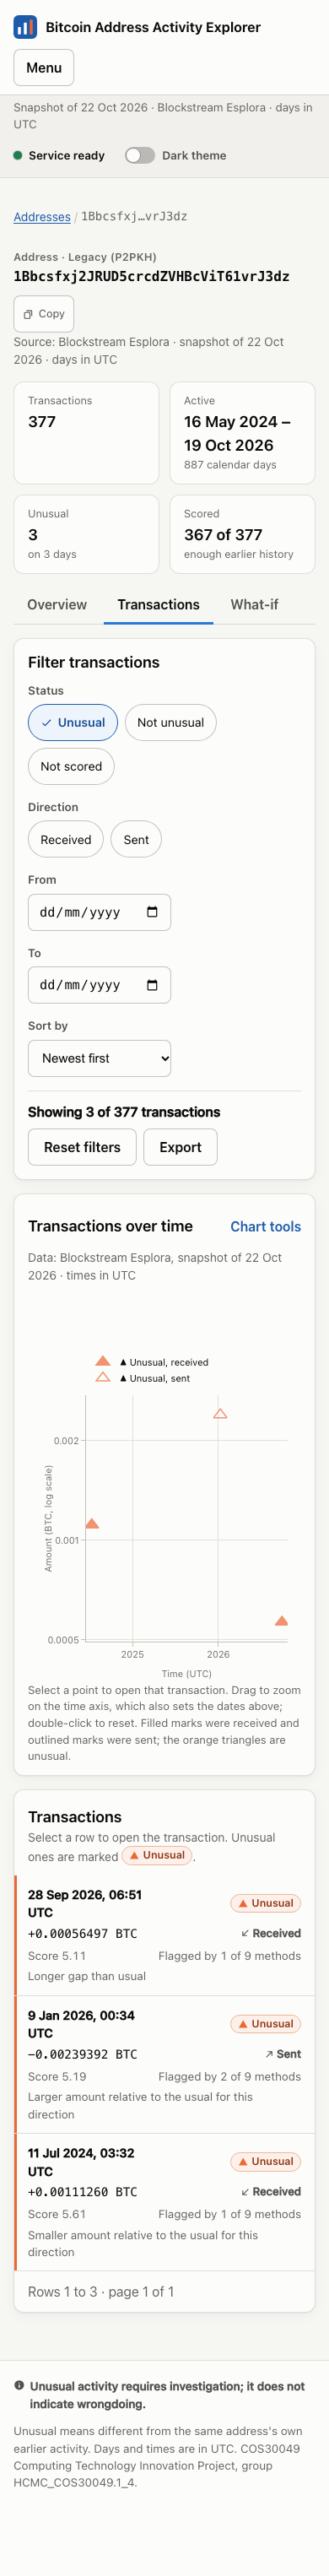 Bitcoin Address Activity Explorer
Menu
Snapshot of 22 Oct 2026 · Blockstream Esplora · days in
UTC
Service ready
Dark theme
Addresses / 1Bbcsfxj…vrJ3dz
Address · Legacy (P2PKH)
1Bbcsfxj2JRUD5crcdZVHBcViT61vrJ3dz
Copy
Source: Blockstream Esplora · snapshot of 22 Oct
2026 · days in UTC
Transactions
377
Active
16 May 2024 –
19 Oct 2026
887 calendar days
Unusual
3
on 3 days
Scored
367 of 377
enough earlier history
Overview
Transactions
What-if
Filter transactions
Status
Unusual
Not unusual
Not scored
Direction
Received
Sent
From
dd/mm/yyyy
To
dd/mm/yyyy
Sort by
Newest first
Showing 3 of 377 transactions
Reset filters
Export
Transactions over time
Chart tools
Data: Blockstream Esplora, snapshot of 22 Oct
2026 · times in UTC
▲ Unusual, received
▲ Unusual, sent
Amount (BTC, log scale)
0.002
0.001
0.0005
2025
2026
Time (UTC)
Select a point to open that transaction. Drag to zoom
on the time axis, which also sets the dates above;
double-click to reset. Filled marks were received and
outlined marks were sent; the orange triangles are
unusual.
Transactions
Select a row to open the transaction. Unusual
ones are marked ▲ Unusual.
28 Sep 2026, 06:51
UTC
▲ Unusual
+0.00056497 BTC
↙ Received
Score 5.11
Flagged by 1 of 9 methods
Longer gap than usual
9 Jan 2026, 00:34
UTC
▲ Unusual
−0.00239392 BTC
↗ Sent
Score 5.19
Flagged by 2 of 9 methods
Larger amount relative to the usual for this
direction
11 Jul 2024, 03:32
UTC
▲ Unusual
+0.00111260 BTC
↙ Received
Score 5.61
Flagged by 1 of 9 methods
Smaller amount relative to the usual for this
direction
Rows 1 to 3 · page 1 of 1
Unusual activity requires investigation; it does not
indicate wrongdoing.
Unusual means different from the same address's own
earlier activity. Days and times are in UTC. COS30049
Computing Technology Innovation Project, group
HCMC_COS30049.1_4.